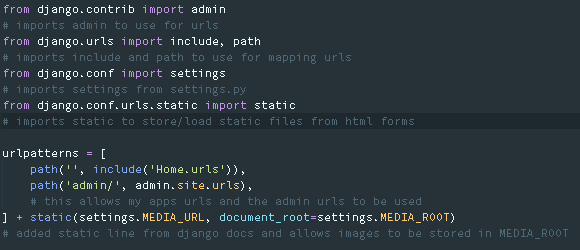 from django.contrib import admin
# imports admin to use for urls
from django.urls import include, path
# imports include and path to use for mapping urls
from django.conf import settings
# imports settings from settings.py
from django.conf.urls.static import static
# imports static to store/load static files from html forms
urlpatterns = [
    path('', include('Home.urls')),
    path('admin/', admin.site.urls),
    # this allows my apps urls and the admin urls to be used
] + static(settings.MEDIA_URL, document_root=settings.MEDIA_ROOT)
# added static line from django docs and allows images to be stored in MEDIA_ROOT